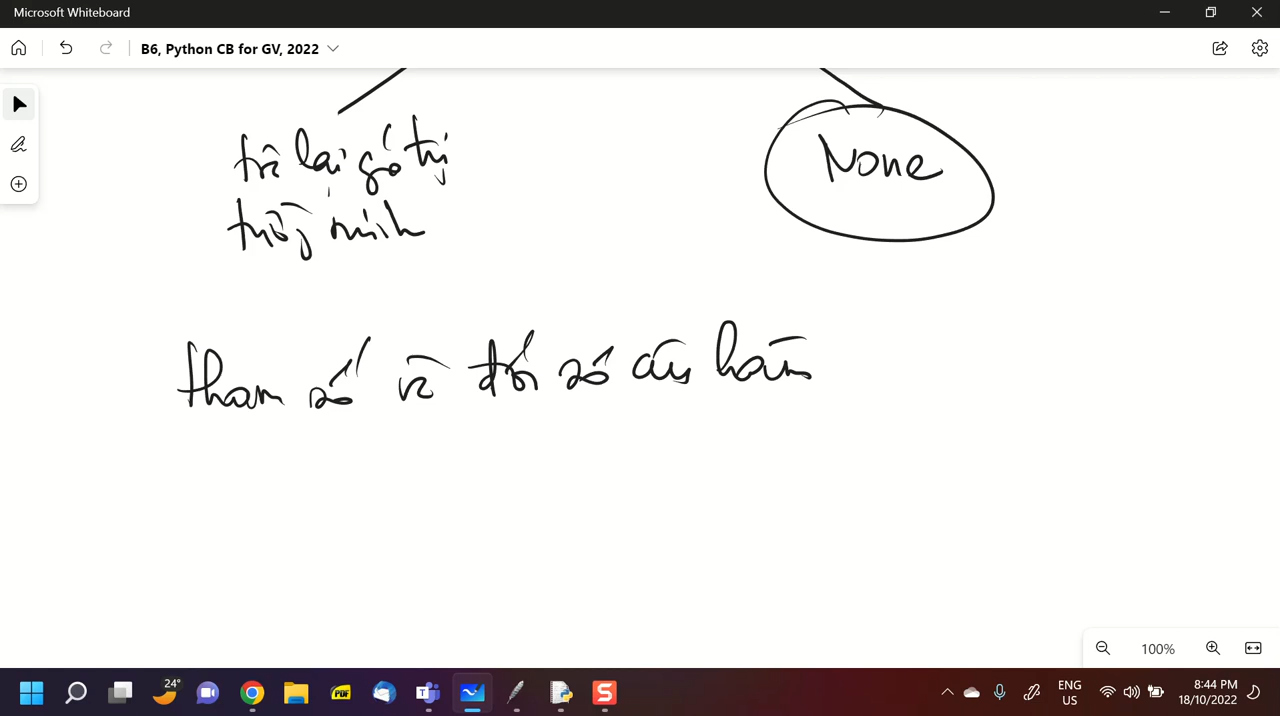 Microsoft Whiteboard
B6, Python CB for GV, 2022
trả lại giá trị
tường minh
None
tham số và đối số của hàm
100%
24°
PDF
S
ENG
US
8:44 PM
18/10/2022